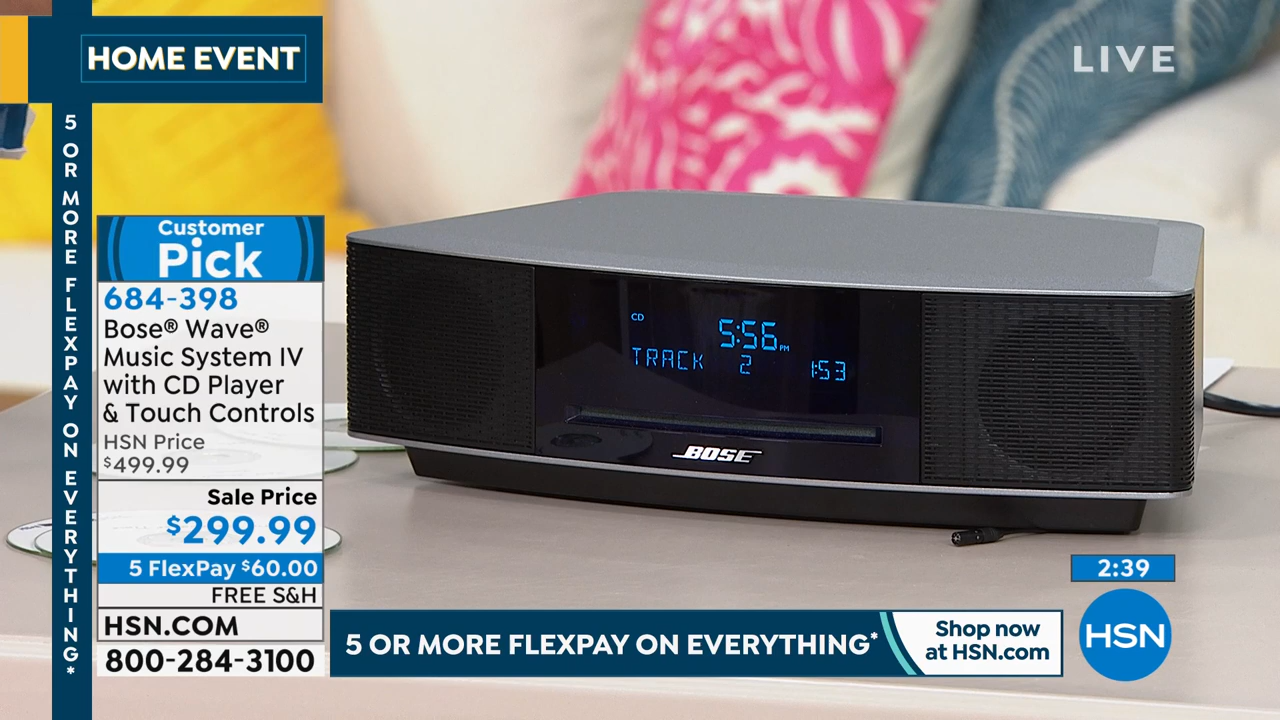 HOME EVENT
LIVE
5 OR MORE FLEXPAY ON EVERYTHING*
Customer
Pick
684-398
Bose® Wave®
Music System IV
with CD Player
& Touch Controls
HSN Price
$499.99
Sale Price
$299.99
5 FlexPay $60.00
FREE S&H
HSN.COM
800-284-3100
CD
5:56 PM
TRACK 2 1:53
BOSE
2:39
5 OR MORE FLEXPAY ON EVERYTHING*
Shop now
at HSN.com
HSN